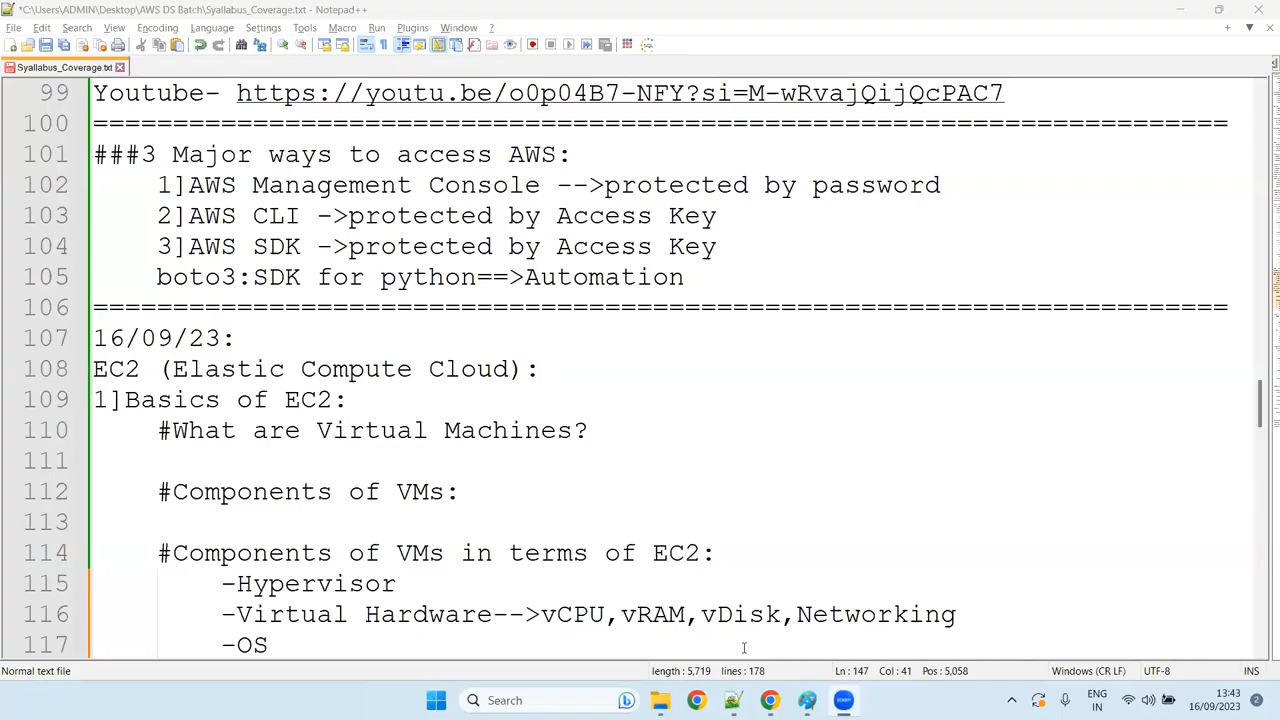 *C:\Users\ADMIN\Desktop\AWS DS Batch\Syallabus_Coverage.txt - Notepad++
File Edit Search View Encoding Language Settings Tools Macro Run Plugins Window ?
Syallabus_Coverage.txt
99 Youtube- https://youtu.be/o0p04B7-NFY?si=M-wRvajQijQcPAC7
100 =======================================================================
101 ###3 Major ways to access AWS:
102 1]AWS Management Console -->protected by password
103 2]AWS CLI ->protected by Access Key
104 3]AWS SDK ->protected by Access Key
105 boto3:SDK for python==>Automation
106 =======================================================================
107 16/09/23:
108 EC2 (Elastic Compute Cloud):
109 1]Basics of EC2:
110 #What are Virtual Machines?
111
112 #Components of VMs:
113
114 #Components of VMs in terms of EC2:
115 -Hypervisor
116 -Virtual Hardware-->vCPU,vRAM,vDisk,Networking
117 -OS
Normal text file length : 5,719 lines : 178 Ln : 147 Col : 41 Pos : 5,058 Windows (CR LF) UTF-8 INS
Search zoom ENG IN 13:43 16/09/2023 2